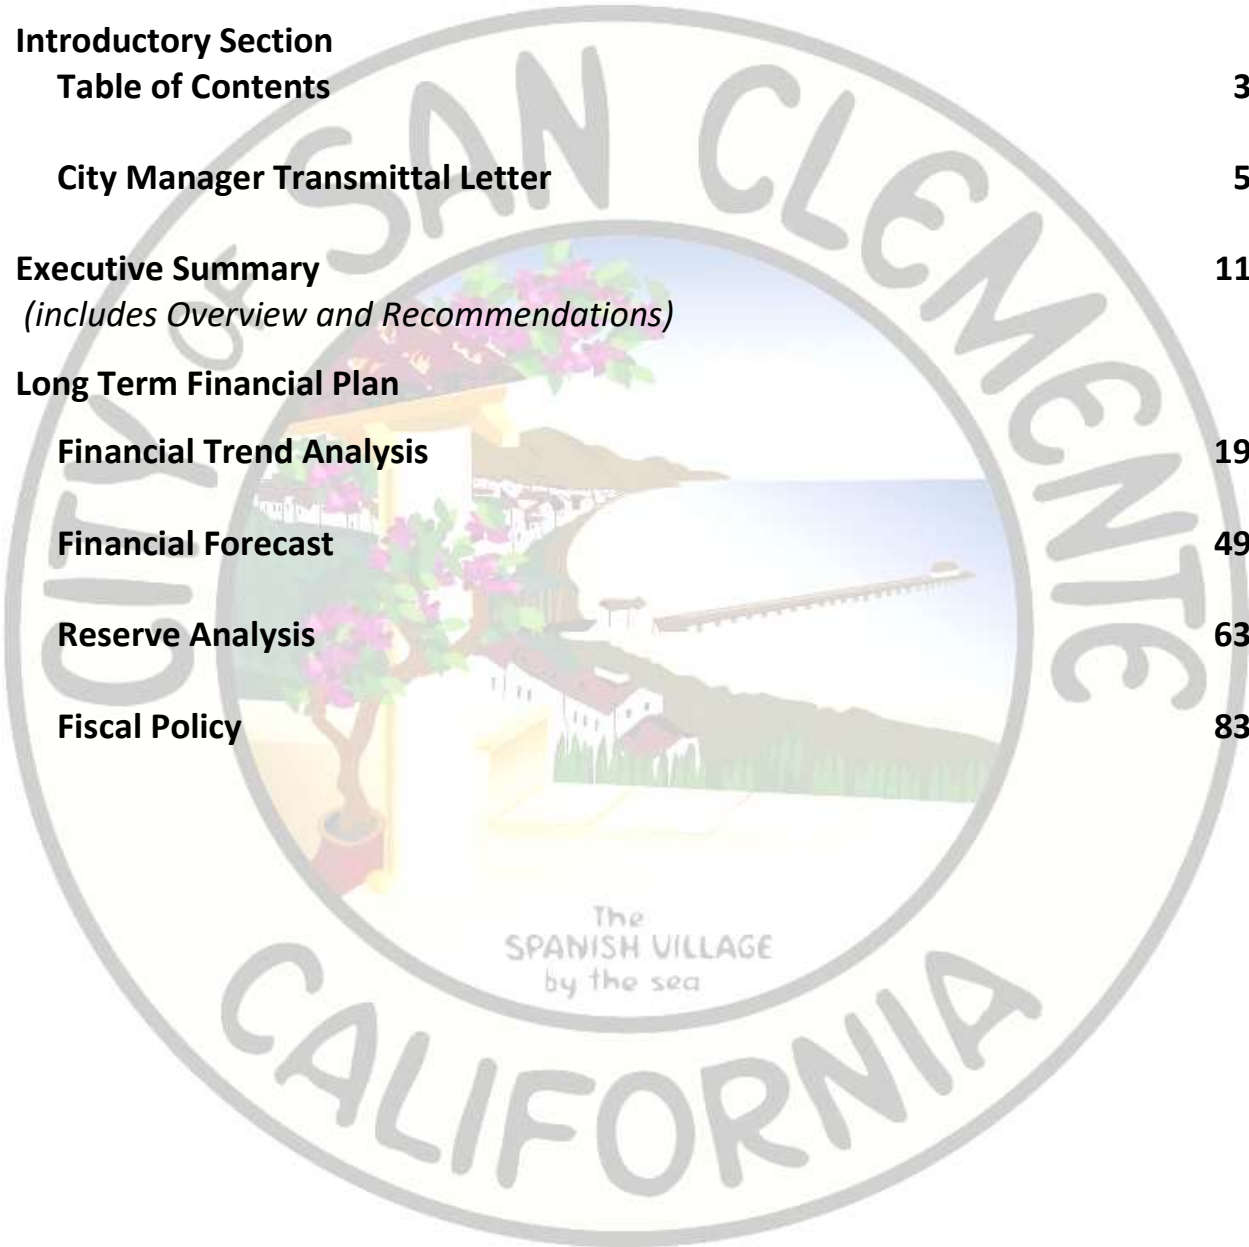 Introductory Section
Table of Contents 3
City Manager Transmittal Letter 5
Executive Summary 11
(includes Overview and Recommendations)
Long Term Financial Plan
Financial Trend Analysis 19
Financial Forecast 49
Reserve Analysis 63
Fiscal Policy 83
CITY OF SAN CLEMENTE
The
SPANISH VILLAGE
by the sea
CALIFORNIA